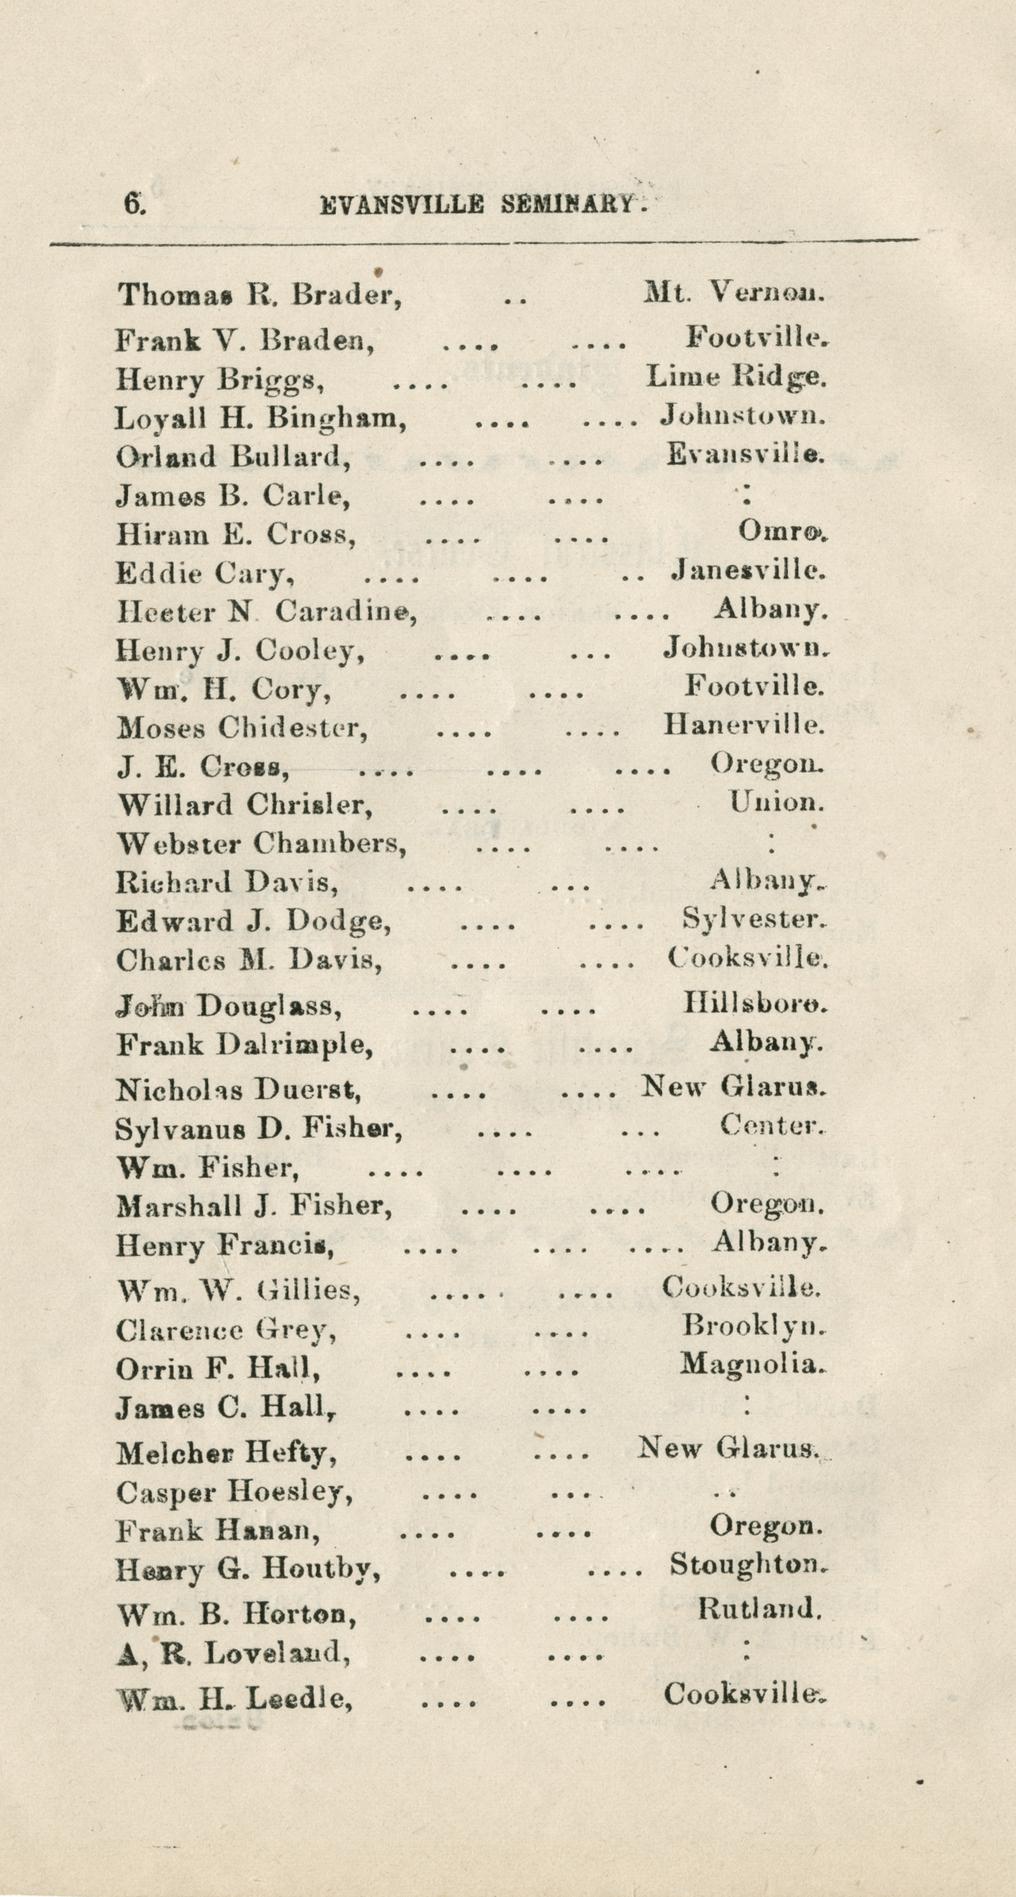 6. EVANSVILLE SEMINARY.
Thomas R. Brader, .. Mt. Vernon.
Frank V. Braden, .... .... Footville.
Henry Briggs, .... .... Lime Ridge.
Loyall H. Bingham, .... .... Johnstown.
Orland Bullard, .... .... Evansville.
James B. Carle, .... .... :
Hiram E. Cross, .... .... Omro.
Eddie Cary, .... .... .. Janesville.
Heeter N. Caradine, .... .... Albany.
Henry J. Cooley, .... ... Johnstown.
Wm. H. Cory, .... .... Footville.
Moses Chidester, .... .... Hanerville.
J. E. Cross, .... .... .... Oregon.
Willard Chrisler, .... .... Union.
Webster Chambers, .... .... :
Richard Davis, .... ... Albany.
Edward J. Dodge, .... .... Sylvester.
Charles M. Davis, .... .... Cooksville.
John Douglass, .... .... Hillsboro.
Frank Dalrimple, .... .... Albany.
Nicholas Duerst, .... .... New Glarus.
Sylvanus D. Fisher, .... ... Center.
Wm. Fisher, .... .... .... :
Marshall J. Fisher, .... .... Oregon.
Henry Francis, .... .... .... Albany.
Wm. W. Gillies, .... .... Cooksville.
Clarence Grey, .... .... Brooklyn.
Orrin F. Hall, .... .... Magnolia.
James C. Hall, .... .... :
Melcher Hefty, .... .... New Glarus.
Casper Hoesley, .... ... ..
Frank Hanan, .... .... Oregon.
Henry G. Houtby, .... .... Stoughton.
Wm. B. Horton, .... .... Rutland.
A, R. Loveland, .... .... :
Wm. H. Leedle, .... .... Cooksville.